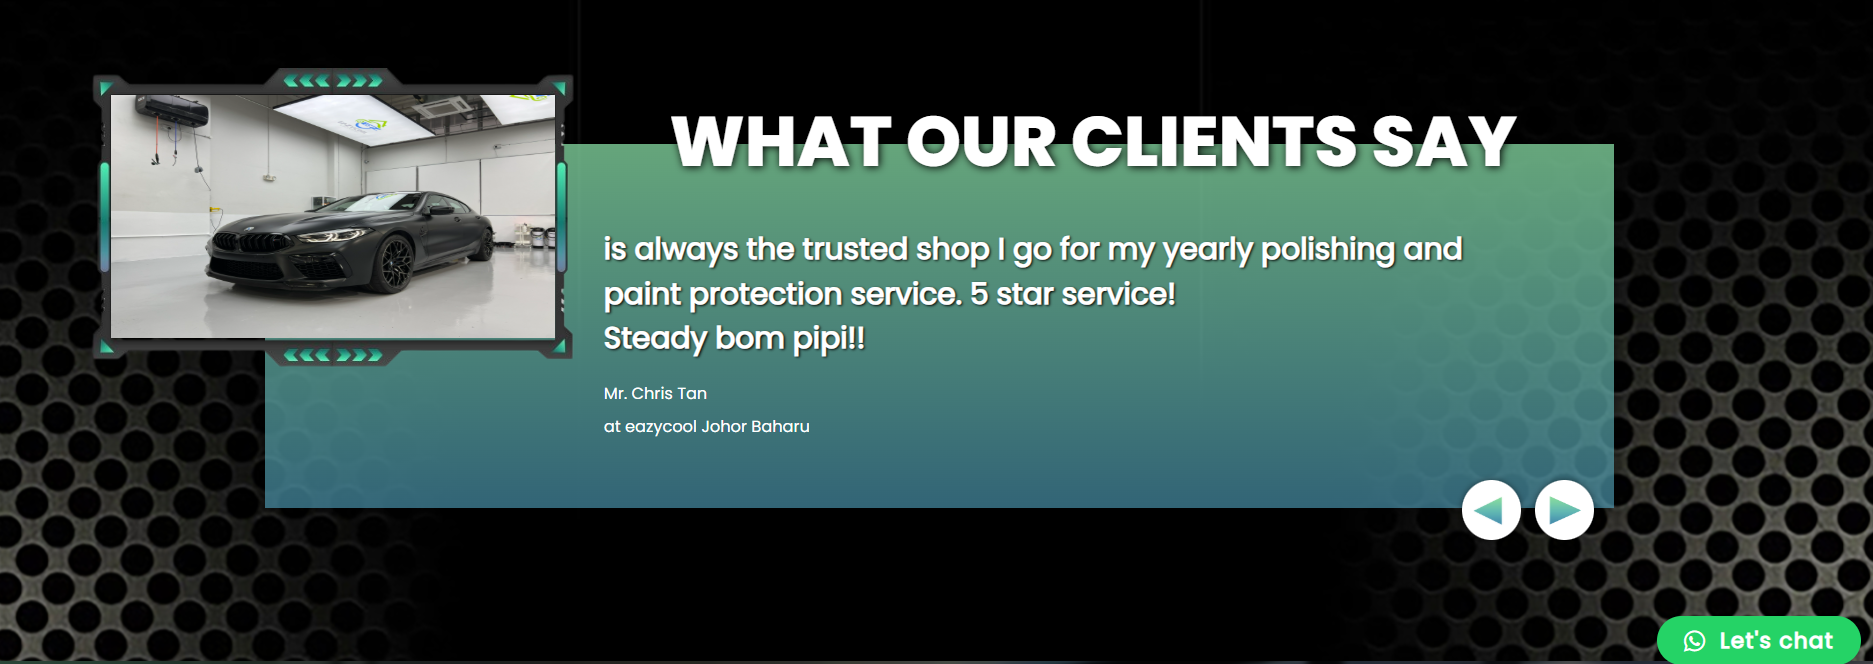 WHAT OUR CLIENTS SAY
is always the trusted shop I go for my yearly polishing and
paint protection service. 5 star service!
Steady bom pipi!!
Mr. Chris Tan
at eazycool Johor Baharu
Let's chat